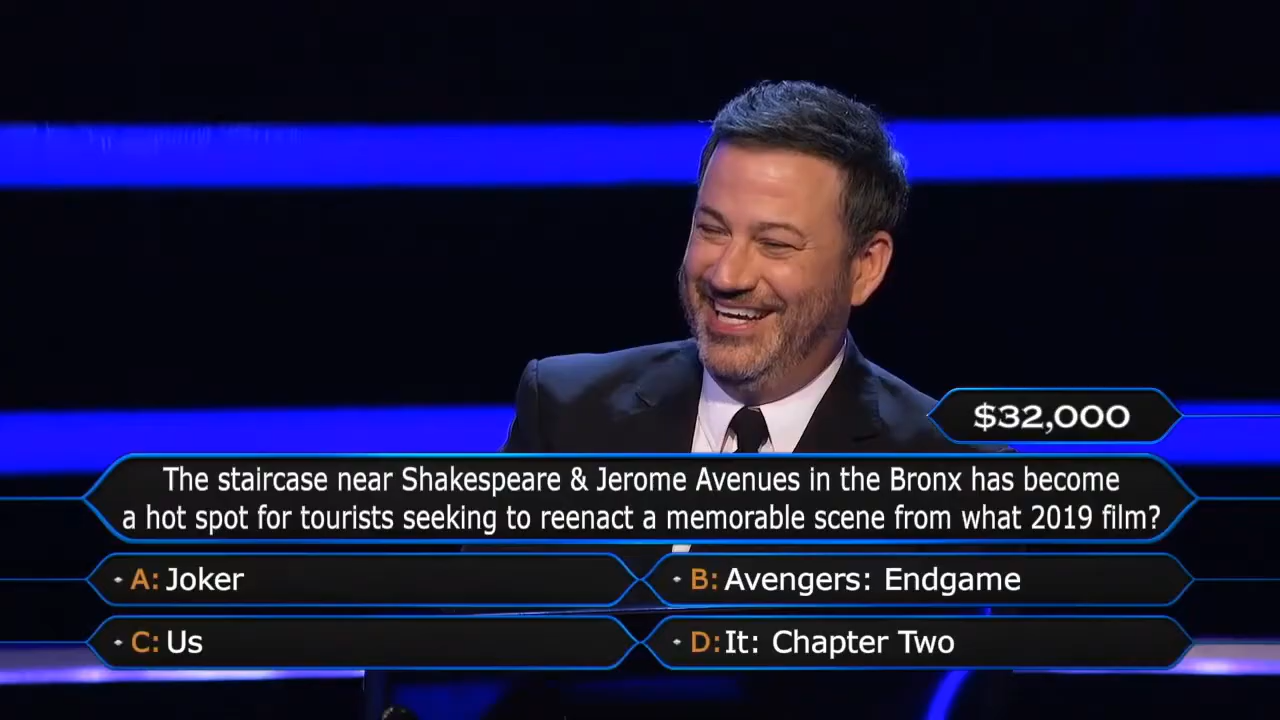 $32,000
The staircase near Shakespeare & Jerome Avenues in the Bronx has become
a hot spot for tourists seeking to reenact a memorable scene from what 2019 film?
A: Joker
B: Avengers: Endgame
C: Us
D: It: Chapter Two